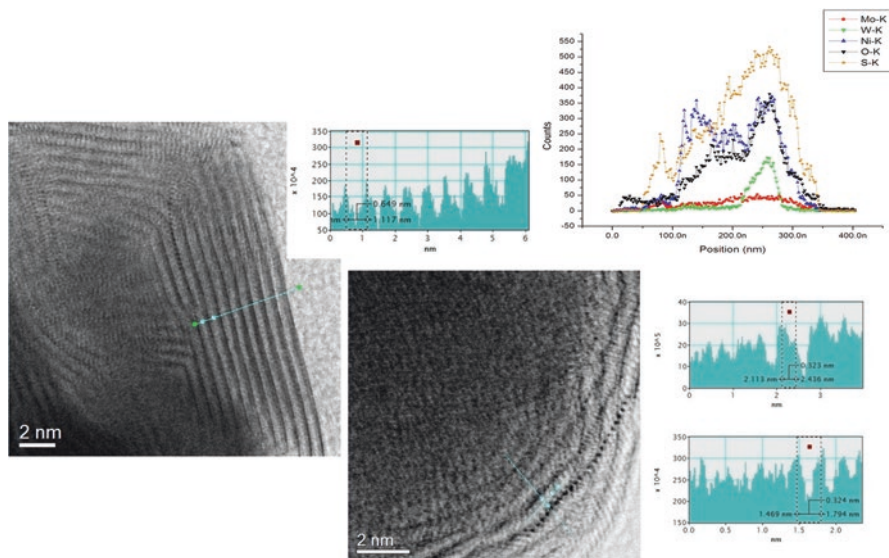 Mo-K
W-K
Ni-K
O-K
S-K
550
500
450
400
350
300
250
200
150
100
50
0
-50
Counts
0.0
100.0n
200.0n
300.0n
400.0n
Position (nm)
350
300
250
200
150
100
50
x 10^4
0.649 nm
nm
1.117 nm
0
1
2
3
4
5
6
nm
2 nm
40
30
20
10
0
x 10^5
0.323 nm
2.113 nm
2.436 nm
0
1
2
3
nm
350
300
250
200
150
x 10^4
0.324 nm
1.469 nm
1.794 nm
0.0
0.5
1.0
1.5
2.0
nm
2 nm